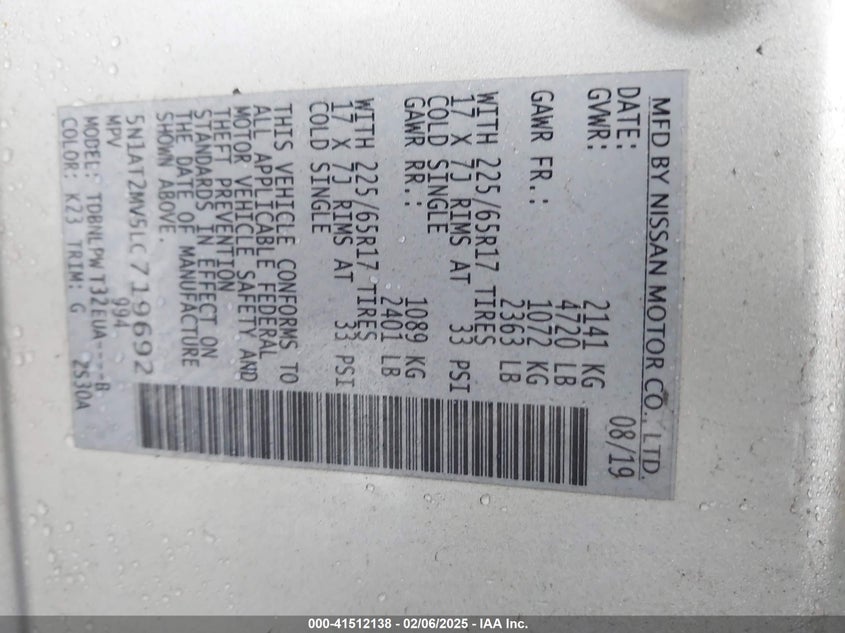 MFD BY NISSAN MOTOR CO., LTD.
DATE: 08/19
GVWR: 2141 KG
4720 LB
GAWR FR.: 1072 KG
2363 LB
WITH 225/65R17 TIRES
17 X 7J RIMS AT 33 PSI
COLD SINGLE
GAWR RR.: 1089 KG
2401 LB
WITH 225/65R17 TIRES
17 X 7J RIMS AT 33 PSI
COLD SINGLE
THIS VEHICLE CONFORMS TO
ALL APPLICABLE FEDERAL
MOTOR VEHICLE SAFETY AND
THEFT PREVENTION
STANDARDS IN EFFECT ON
THE DATE OF MANUFACTURE
SHOWN ABOVE.
5N1AT2MV5LC719692
MPV 994
MODEL: TDBNLPWT32EUA----B
COLOR: K23 TRIM: G 2S30A
000-41512138 - 02/06/2025 - IAA Inc.